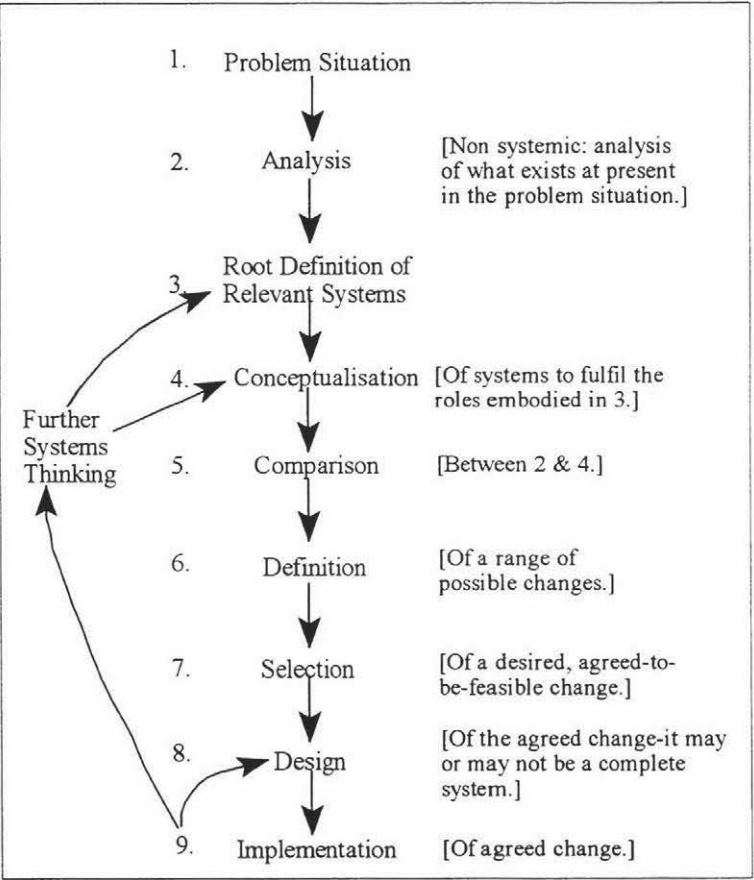 1. Problem Situation
2. Analysis
[Non systemic: analysis
of what exists at present
in the problem situation.]
3. Root Definition of
Relevant Systems
4. Conceptualisation
[Of systems to fulfil the
roles embodied in 3.]
Further
Systems
Thinking
5. Comparison
[Between 2 & 4.]
6. Definition
[Of a range of
possible changes.]
7. Selection
[Of a desired, agreed-to-
be-feasible change.]
8. Design
[Of the agreed change-it may
or may not be a complete
system.]
9. Implementation
[Of agreed change.]